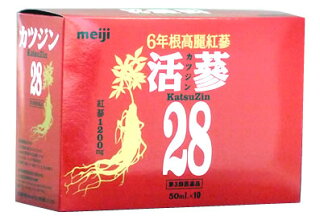 カツジン
28
meiji
6年根高麗紅蔘
活蔘
カツジン
KatsuZin
28
紅蔘1200mg
第3類医薬品
50mL×10